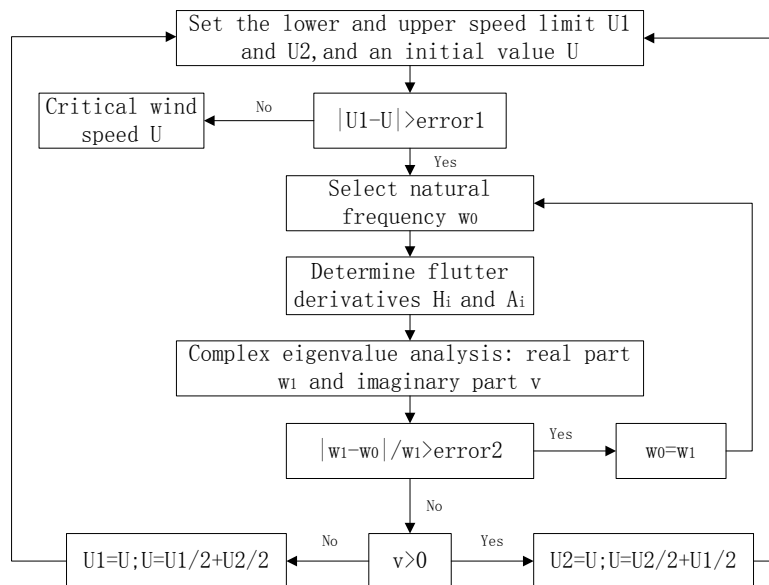 Set the lower and upper speed limit U1
and U2,and an initial value U
Critical wind
speed U
No
|U1-U|>error1
Yes
Select natural
frequency w0
Determine flutter
derivatives Hi and Ai
Complex eigenvalue analysis: real part
w1 and imaginary part v
|w1-w0|/w1>error2
Yes
w0=w1
No
U1=U;U=U1/2+U2/2
No
v>0
Yes
U2=U;U=U2/2+U1/2